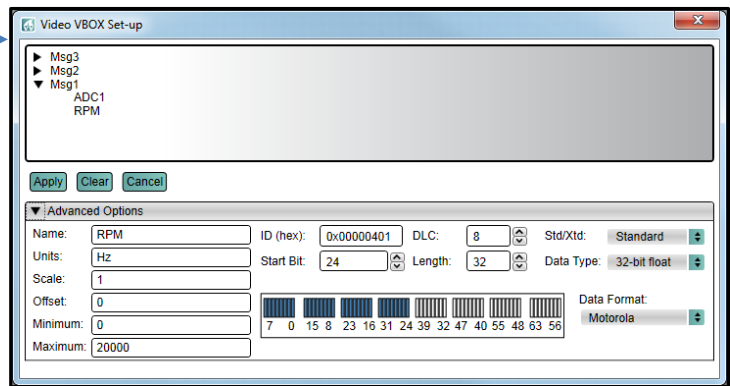 Video VBOX Set-up
x
Msg3
Msg2
Msg1
ADC1
RPM
Apply Clear Cancel
Advanced Options
Name: RPM ID (hex): 0x00000401 DLC: 8 Std/Xtd: Standard
Units: Hz Start Bit: 24 Length: 32 Data Type: 32-bit float
Scale: 1
Offset: 0 Data Format:
Minimum: 0 7 0 15 8 23 16 31 24 39 32 47 40 55 48 63 56 Motorola
Maximum: 20000